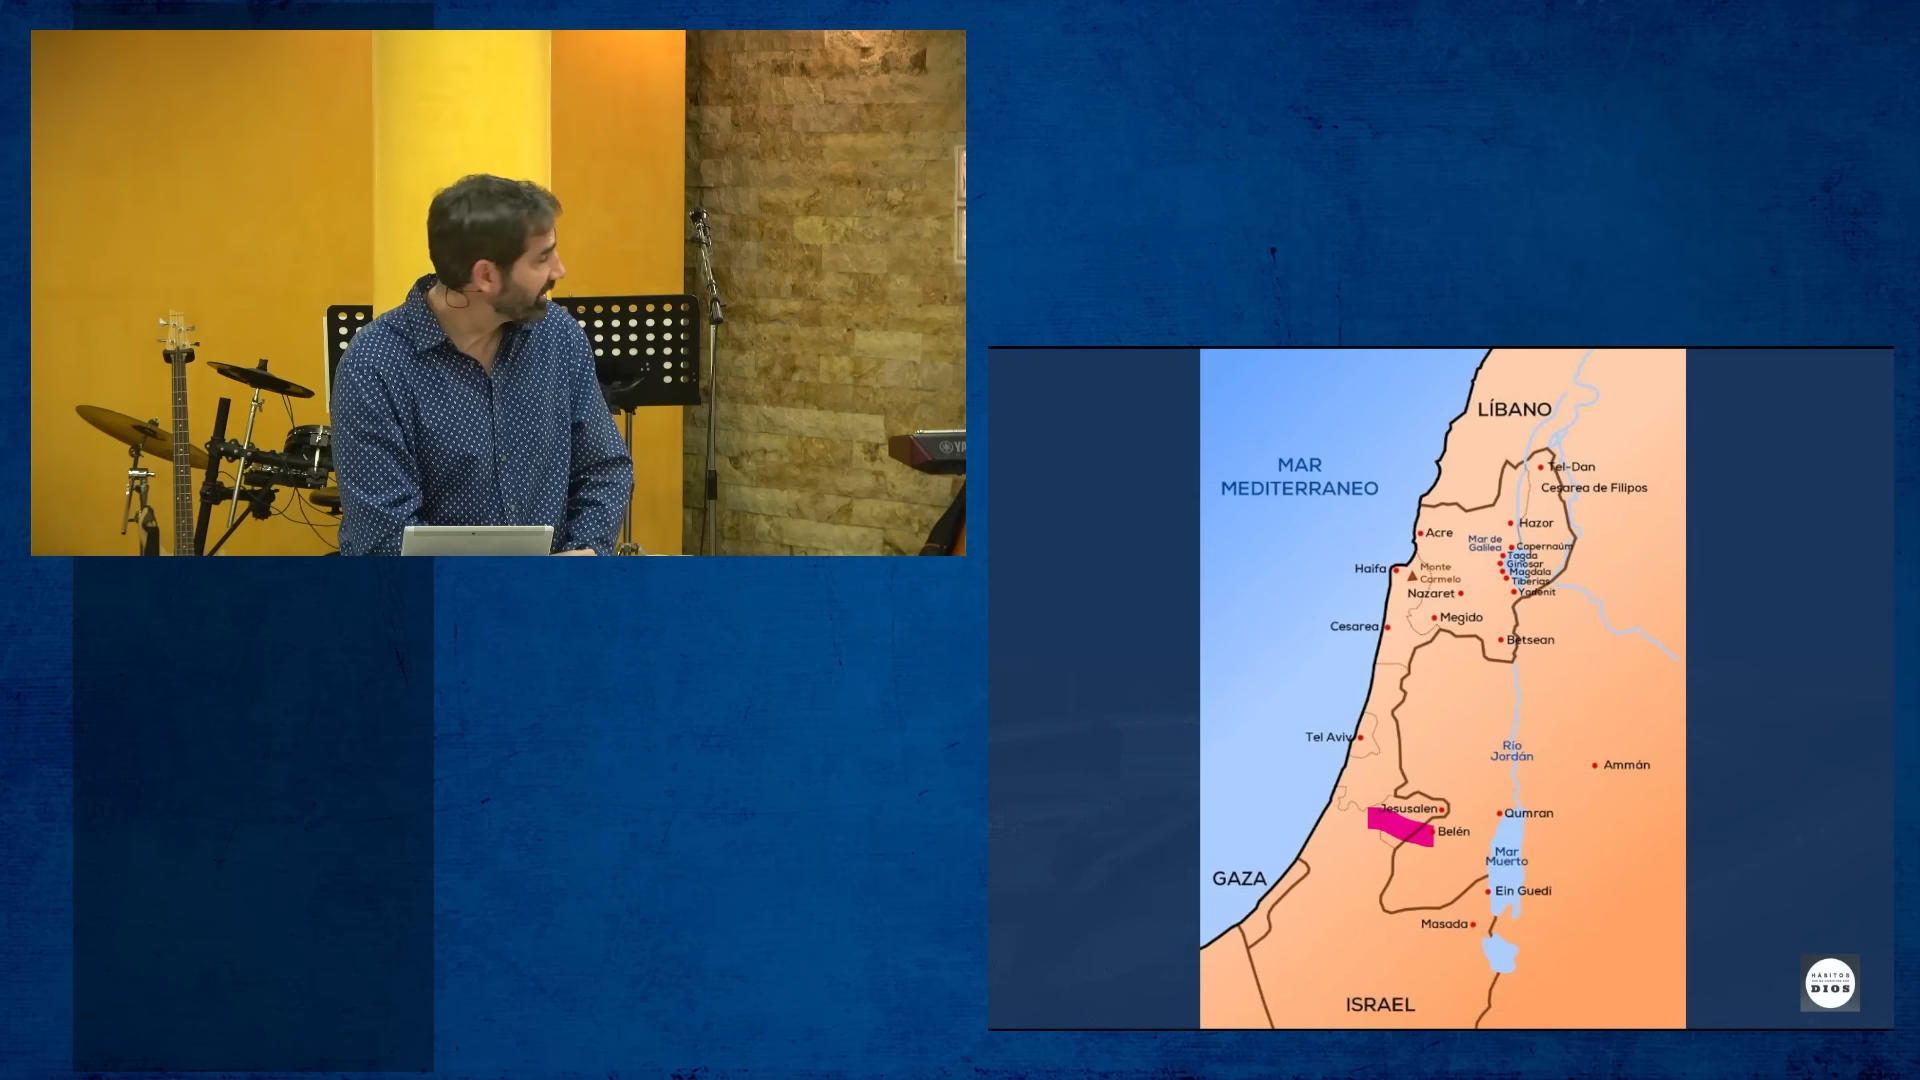 YA
LÍBANO
MAR
MEDITERRANEO
Tel-Dan
Cesarea de Filipos
Hazor
Acre
Mar de
Galilea
Capernaúm
Tagda
Ginosar
Magdala
Tiberias
Yadenit
Haifa
Monte
Carmelo
Nazaret
Megido
Cesarea
Betsean
Tel Aviv
Río
Jordán
Ammán
Jesusalen
Qumran
Belén
Mar
Muerto
GAZA
Ein Guedi
Masada
ISRAEL
HÁBITOS
DIOS